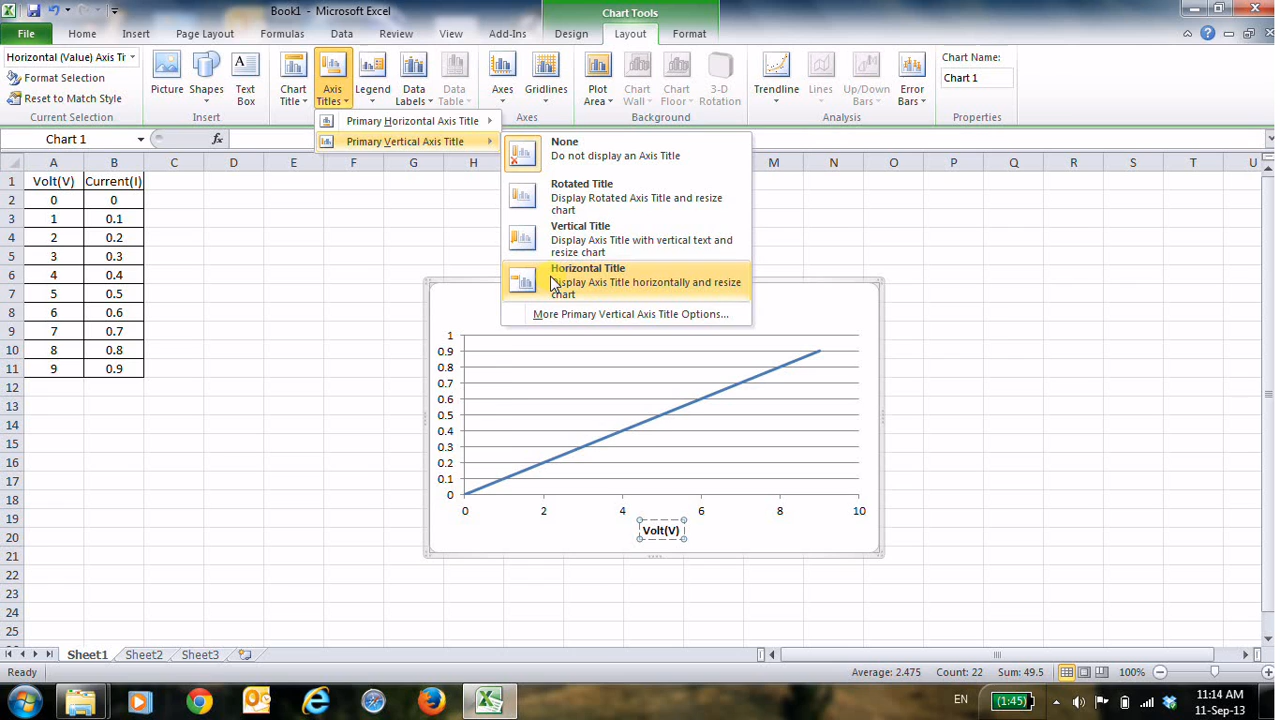 Book1 - Microsoft Excel
Chart Tools
File Home Insert Page Layout Formulas Data Review View Add-Ins Design Layout Format
Horizontal (Value) Axis Tr
Format Selection
Reset to Match Style
Current Selection
Picture
Shapes
Text
Box
Insert
Chart
Title
Axis
Titles
Legend
Data
Labels
Data
Table
Axes
Gridlines
Axes
Plot
Area
Chart
Wall
Chart
Floor
3-D
Rotation
Background
Trendline
Lines
Up/Down
Bars
Error
Bars
Analysis
Chart Name:
Chart 1
Properties
Primary Horizontal Axis Title
Primary Vertical Axis Title
Chart 1
fx
None
Do not display an Axis Title
Rotated Title
Display Rotated Axis Title and resize
chart
Vertical Title
Display Axis Title with vertical text and
resize chart
Horizontal Title
Display Axis Title horizontally and resize
chart
More Primary Vertical Axis Title Options...
A B C D E F G H M N O P Q R S T U
1 Volt(V) Current(I)
2 0 0
3 1 0.1
4 2 0.2
5 3 0.3
6 4 0.4
7 5 0.5
8 6 0.6
9 7 0.7
10 8 0.8
11 9 0.9
12
13
14
15
16
17
18
19
20
21
22
23
24
25
1
0.9
0.8
0.7
0.6
0.5
0.4
0.3
0.2
0.1
0
0 2 4 6 8 10
Volt(V)
Sheet1 Sheet2 Sheet3
Ready
Average: 2.475 Count: 22 Sum: 49.5
100%
EN
(1:45)
11:14 AM
11-Sep-13